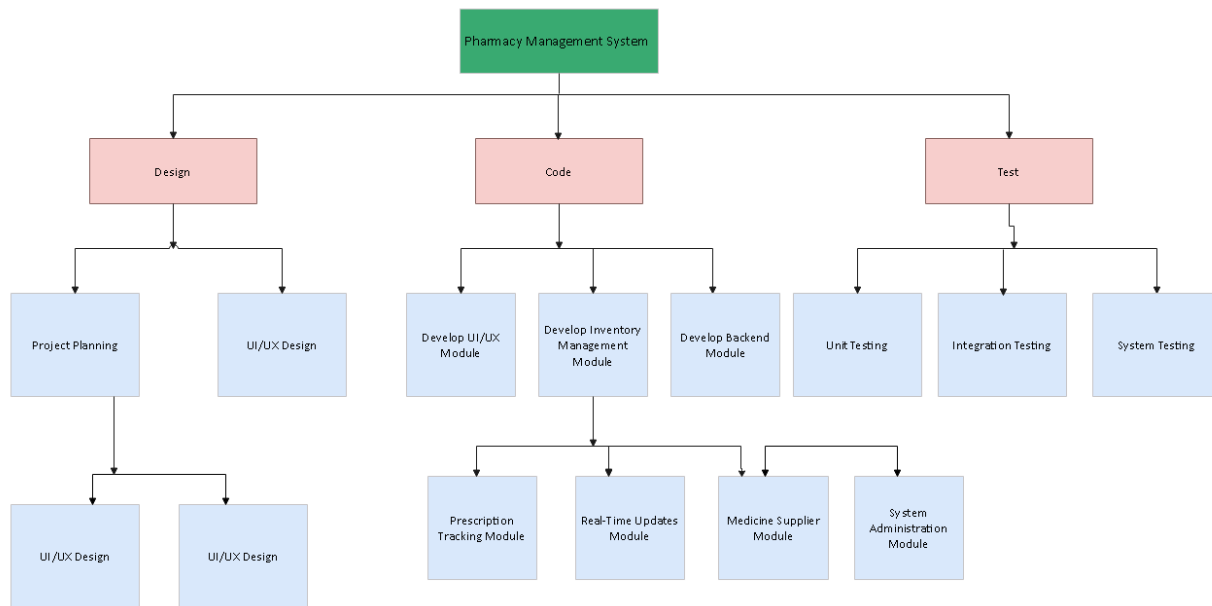 Pharmacy Management System
Design
Code
Test
Project Planning
UI/UX Design
Develop UI/UX
Module
Develop Inventory
Management
Module
Develop Backend
Module
Unit Testing
Integration Testing
System Testing
UI/UX Design
UI/UX Design
Prescription
Tracking Module
Real-Time Updates
Module
Medicine Supplier
Module
System
Administration
Module